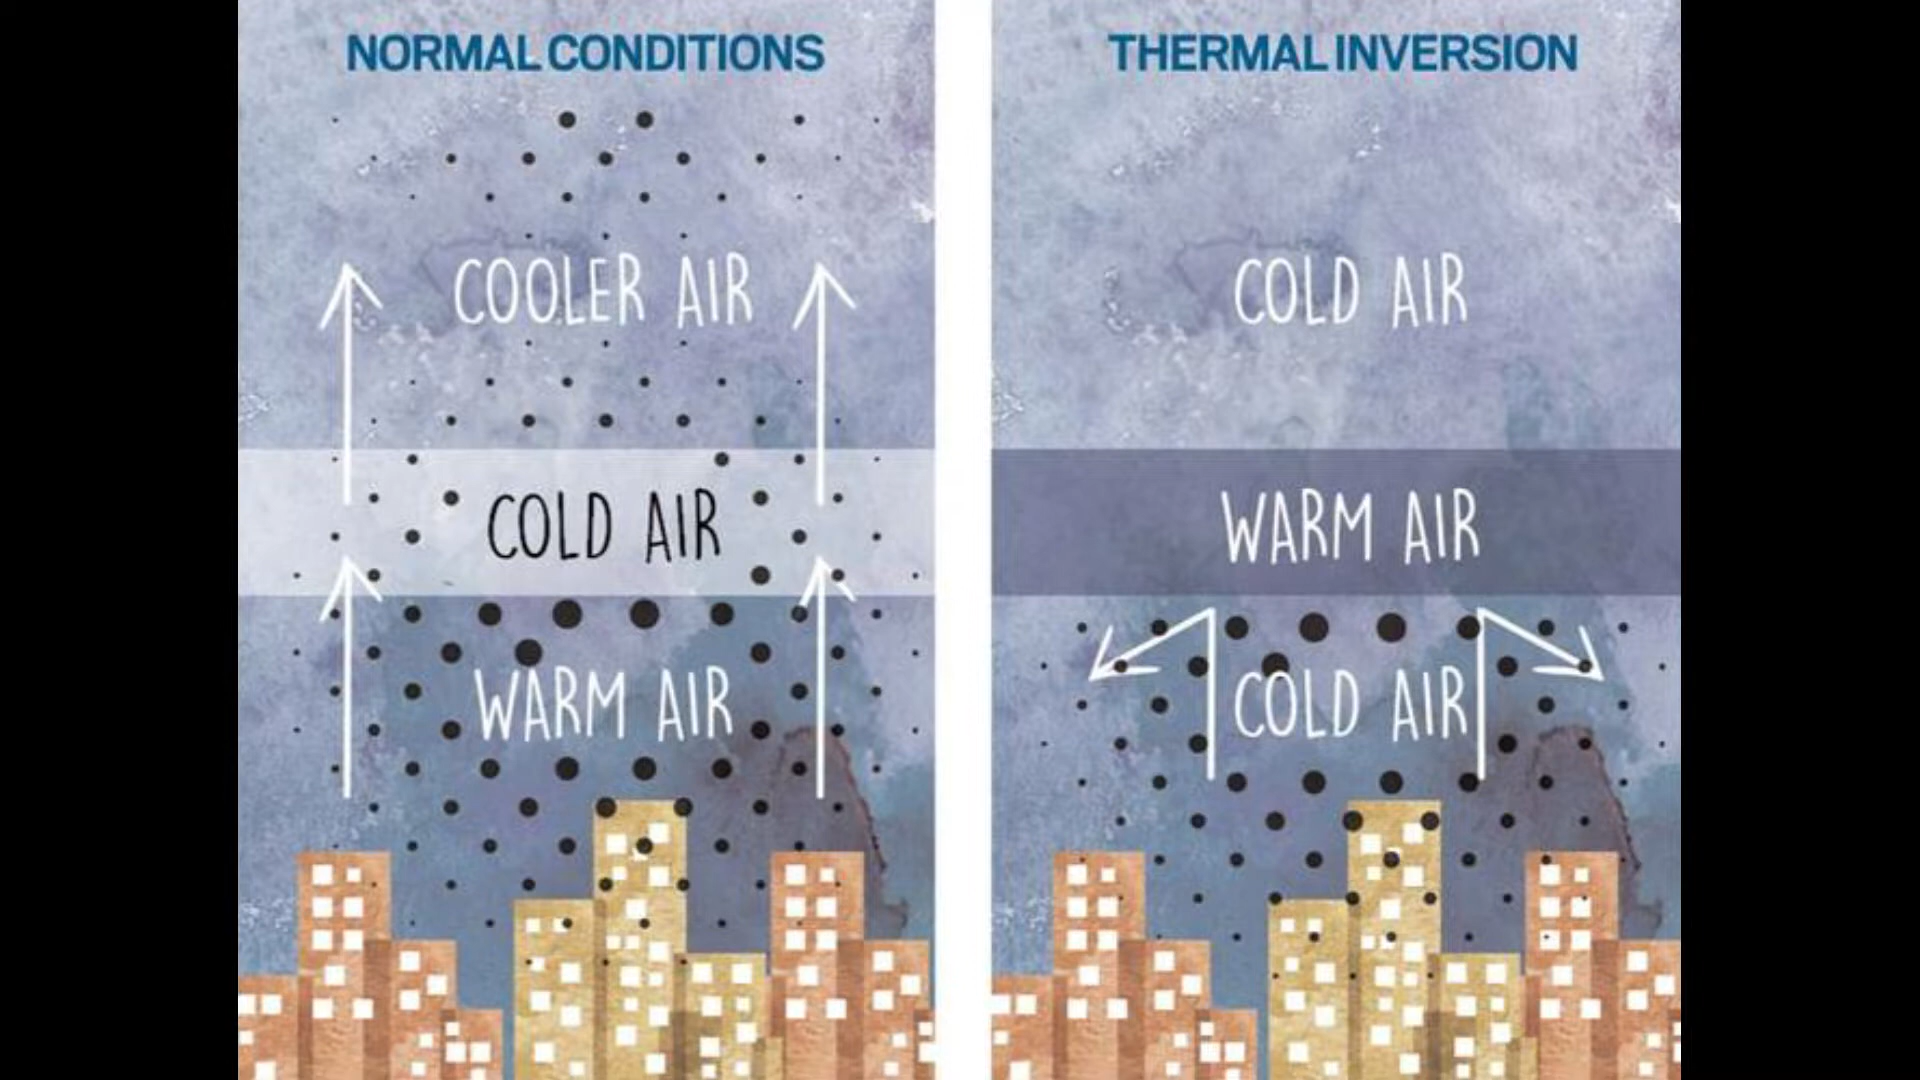 NORMAL CONDITIONS
COOLER AIR
COLD AIR
WARM AIR
THERMAL INVERSION
COLD AIR
WARM AIR
COLD AIR